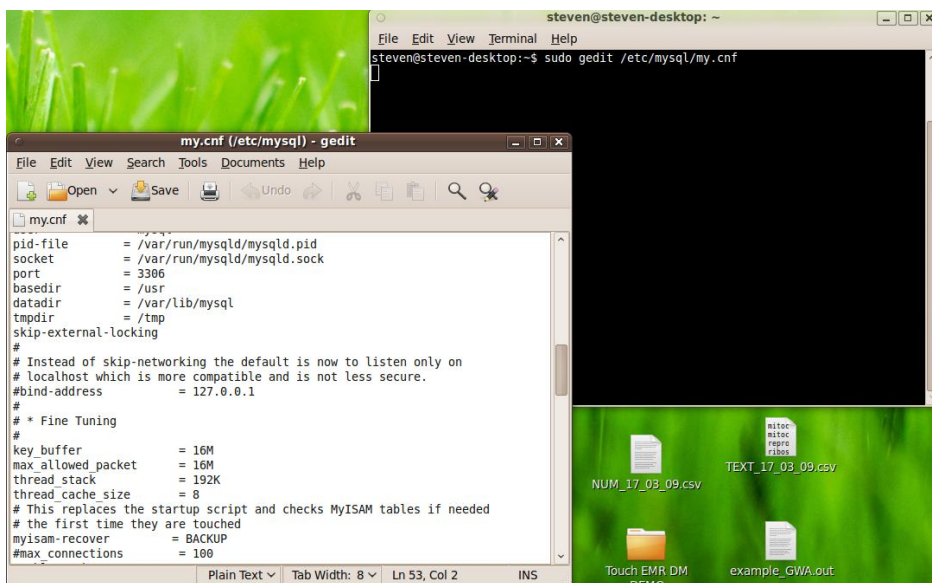 steven@steven-desktop: ~
File Edit View Terminal Help
steven@steven-desktop:~$ sudo gedit /etc/mysql/my.cnf
my.cnf (/etc/mysql) - gedit
File Edit View Search Tools Documents Help
Open Save Undo
my.cnf
pid-file = /var/run/mysqld/mysqld.pid
socket = /var/run/mysqld/mysqld.sock
port = 3306
basedir = /usr
datadir = /var/lib/mysql
tmpdir = /tmp
skip-external-locking
#
# Instead of skip-networking the default is now to listen only on
# localhost which is more compatible and is not less secure.
#bind-address = 127.0.0.1
#
# * Fine Tuning
#
key_buffer = 16M
max_allowed_packet = 16M
thread_stack = 192K
thread_cache_size = 8
# This replaces the startup script and checks MyISAM tables if needed
# the first time they are touched
myisam-recover = BACKUP
#max_connections = 100
Plain Text Tab Width: 8 Ln 53, Col 2 INS
mitoc
mitoc
repro
ribos
NUM_17_03_09.csv
TEXT_17_03_09.csv
Touch EMR DM
DEMO
example_GWA.out